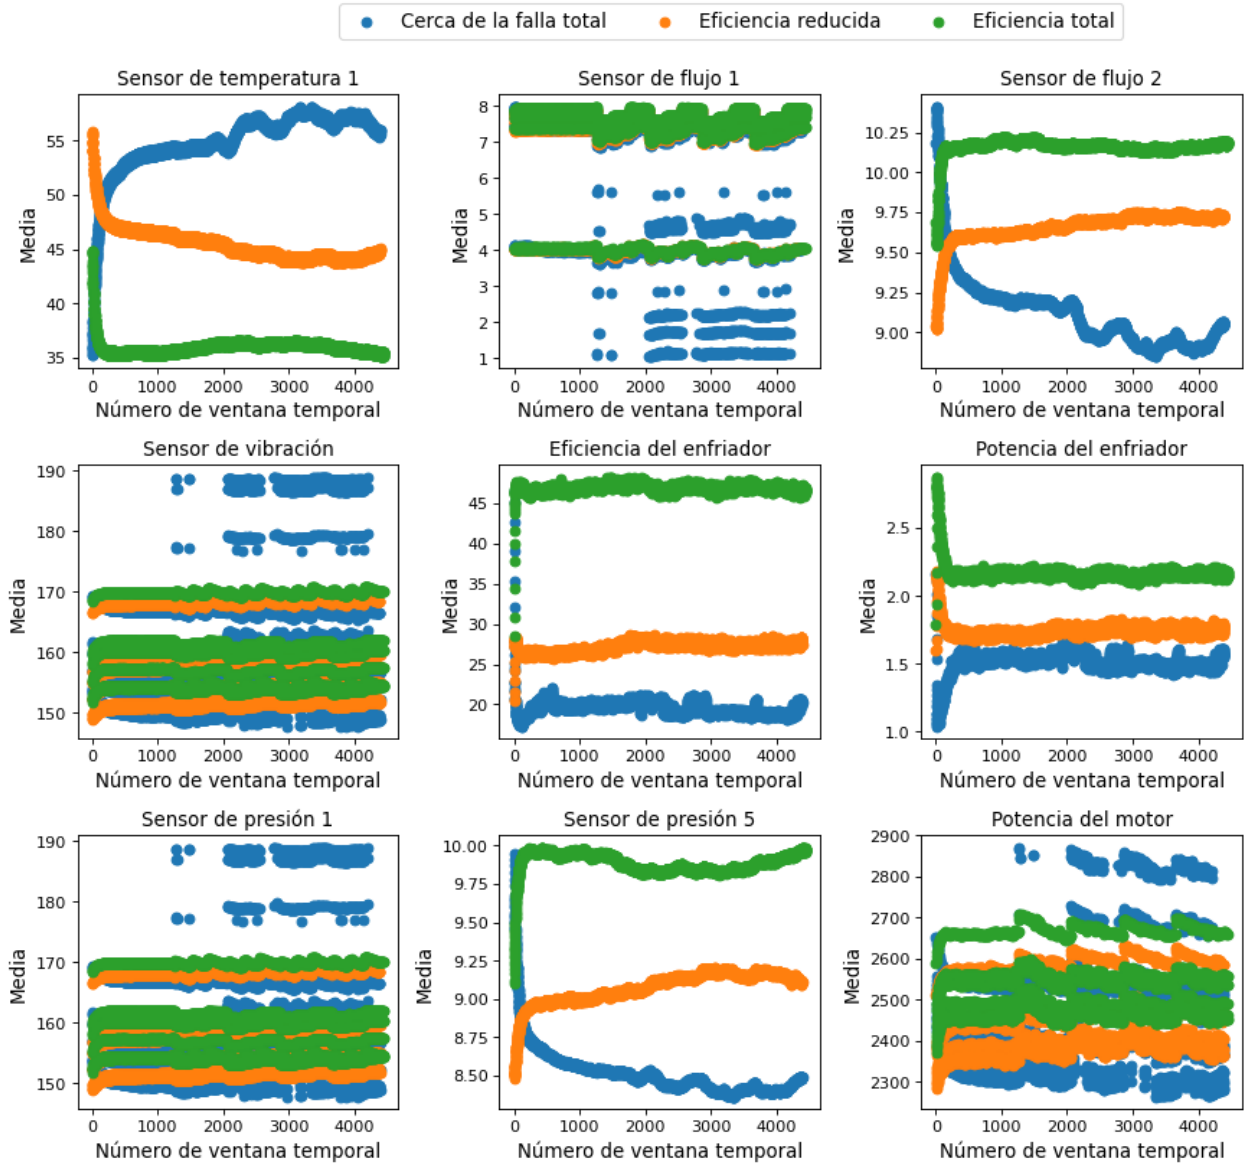 Cerca de la falla total Eficiencia reducida Eficiencia total
Sensor de temperatura 1 Sensor de flujo 1 Sensor de flujo 2
Media
55
50
45
40
35
0 1000 2000 3000 4000
Número de ventana temporal
Media
8
7
6
5
4
3
2
1
0 1000 2000 3000 4000
Número de ventana temporal
Media
10.25
10.00
9.75
9.50
9.25
9.00
0 1000 2000 3000 4000
Número de ventana temporal
Sensor de vibración Eficiencia del enfriador Potencia del enfriador
Media
190
180
170
160
150
0 1000 2000 3000 4000
Número de ventana temporal
Media
45
40
35
30
25
20
0 1000 2000 3000 4000
Número de ventana temporal
Media
2.5
2.0
1.5
1.0
0 1000 2000 3000 4000
Número de ventana temporal
Sensor de presión 1 Sensor de presión 5 Potencia del motor
Media
190
180
170
160
150
0 1000 2000 3000 4000
Número de ventana temporal
Media
10.00
9.75
9.50
9.25
9.00
8.75
8.50
0 1000 2000 3000 4000
Número de ventana temporal
Media
2900
2800
2700
2600
2500
2400
2300
0 1000 2000 3000 4000
Número de ventana temporal